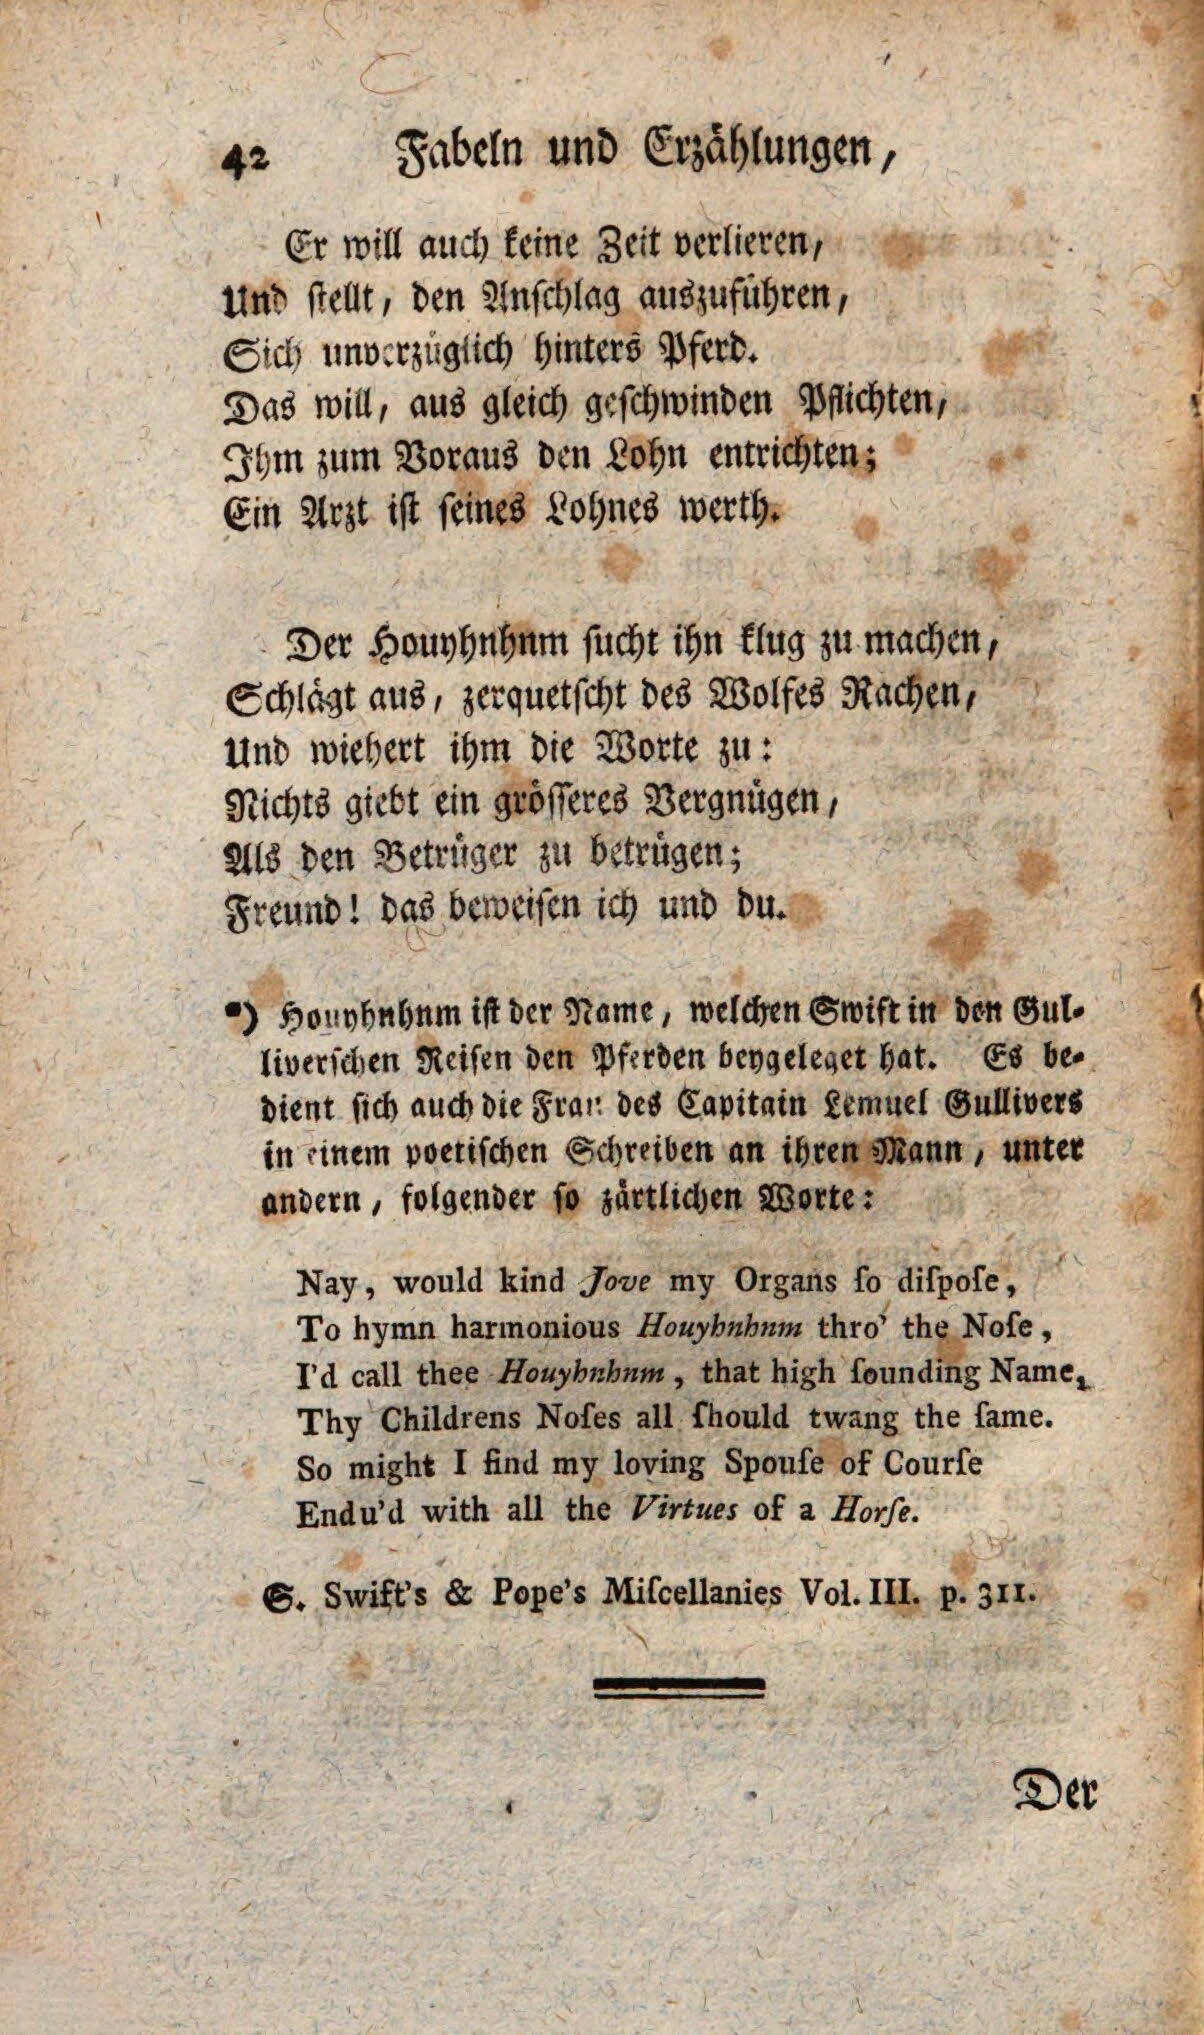 42 Fabeln und Erzählungen,
Er will auch keine Zeit verlieren,
Und stellt, den Anschlag auszuführen,
Sich unverzüglich hinters Pferd.
Das will, aus gleich geschwinden Pflichten,
Ihm zum Voraus den Lohn entrichten;
Ein Arzt ist seines Lohnes werth.
Der Houyhnhnm sucht ihn klug zu machen,
Schlägt aus, zerquetscht des Wolfes Rachen,
Und wiehert ihm die Worte zu:
Nichts giebt ein grösseres Vergnügen,
Als den Betrüger zu betrügen;
Freund! das beweisen ich und du.
*) Houyhnhnm ist der Name, welchen Swift in den Gul-
liverschen Reisen den Pferden beygeleget hat. Es be-
dient sich auch die Frau des Capitain Lemuel Gullivers
in einem poetischen Schreiben an ihren Mann, unter
andern, folgender so zärtlichen Worte:
Nay, would kind Jove my Organs so dispose,
To hymn harmonious Houyhnhnm thro' the Nose,
I'd call thee Houyhnhnm, that high sounding Name,
Thy Childrens Noses all should twang the same.
So might I find my loving Spouse of Course
Endu'd with all the Virtues of a Horse.
S. Swift's & Pope's Miscellanies Vol. III. p. 311.
Der